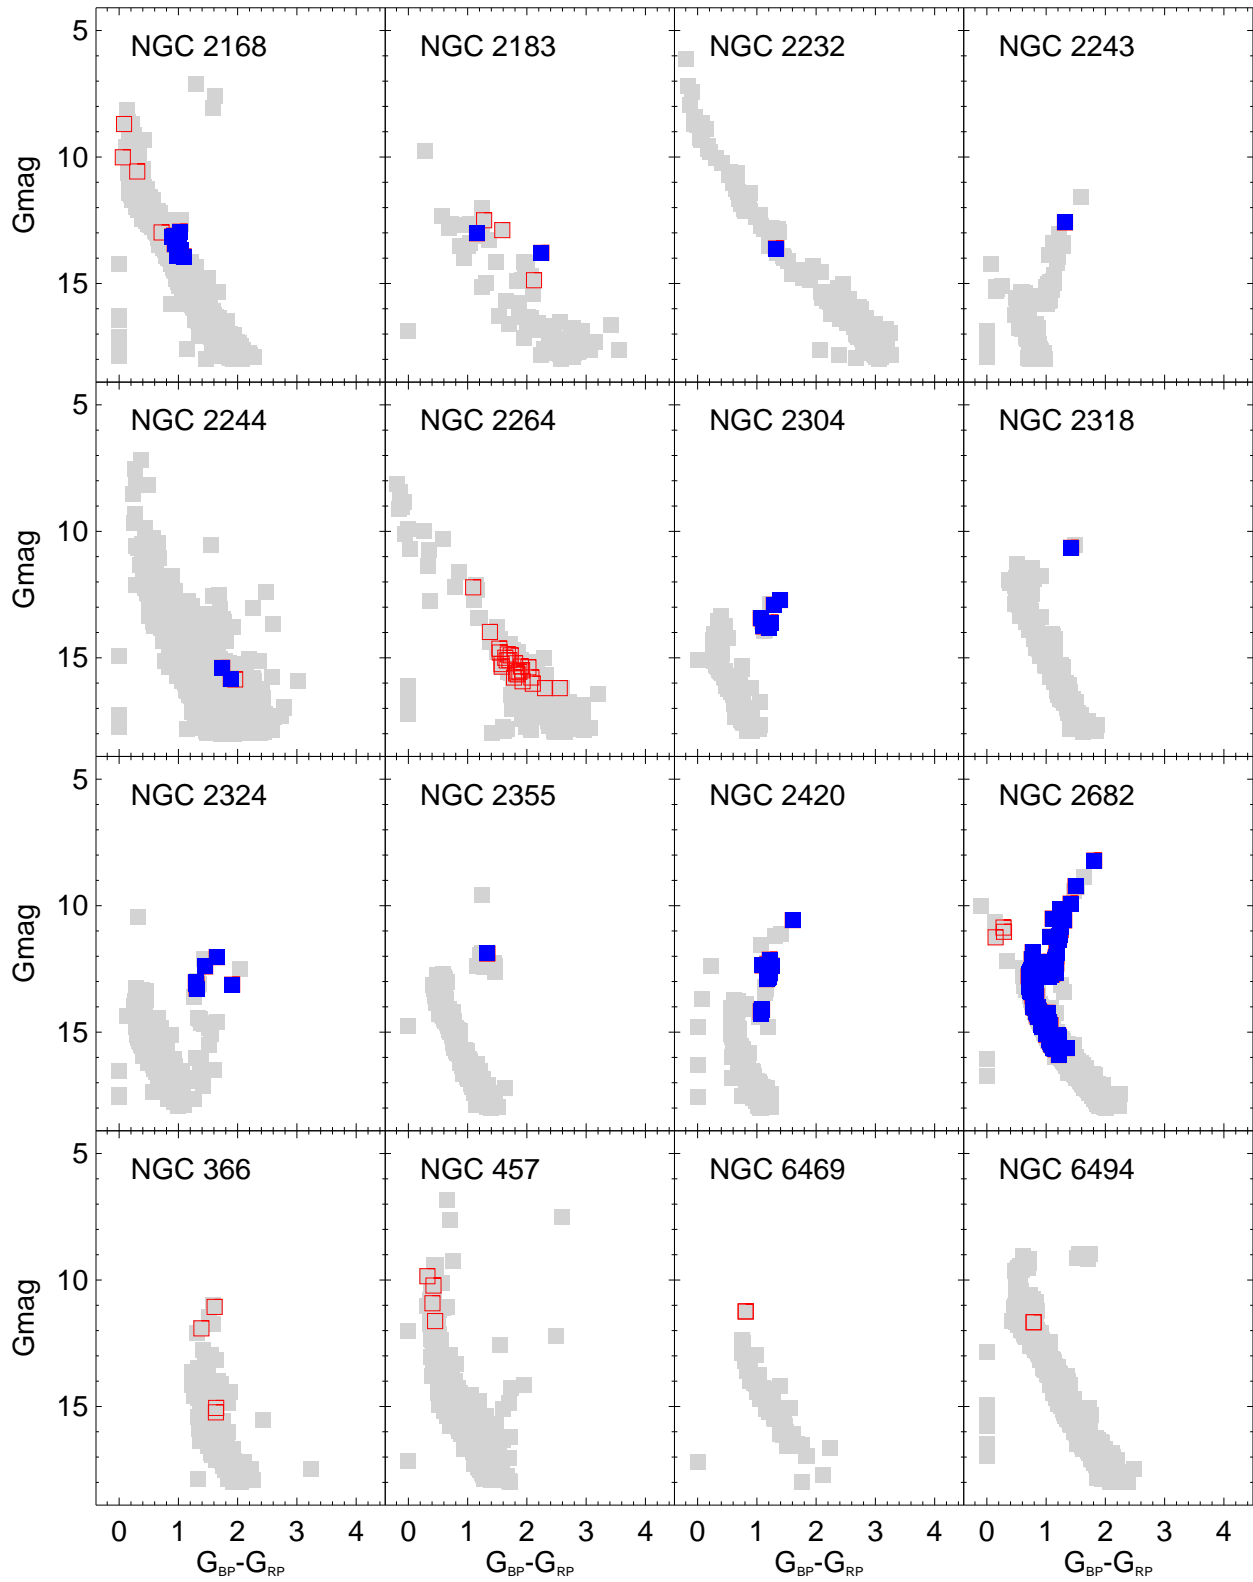 NGC 2168
NGC 2183
NGC 2232
NGC 2243
5
10
15
Gmag
NGC 2244
NGC 2264
NGC 2304
NGC 2318
5
10
15
Gmag
NGC 2324
NGC 2355
NGC 2420
NGC 2682
5
10
15
Gmag
NGC 366
NGC 457
NGC 6469
NGC 6494
5
10
15
Gmag
0 1 2 3 4
0 1 2 3 4
0 1 2 3 4
0 1 2 3 4
GBP-GRP
GBP-GRP
GBP-GRP
GBP-GRP